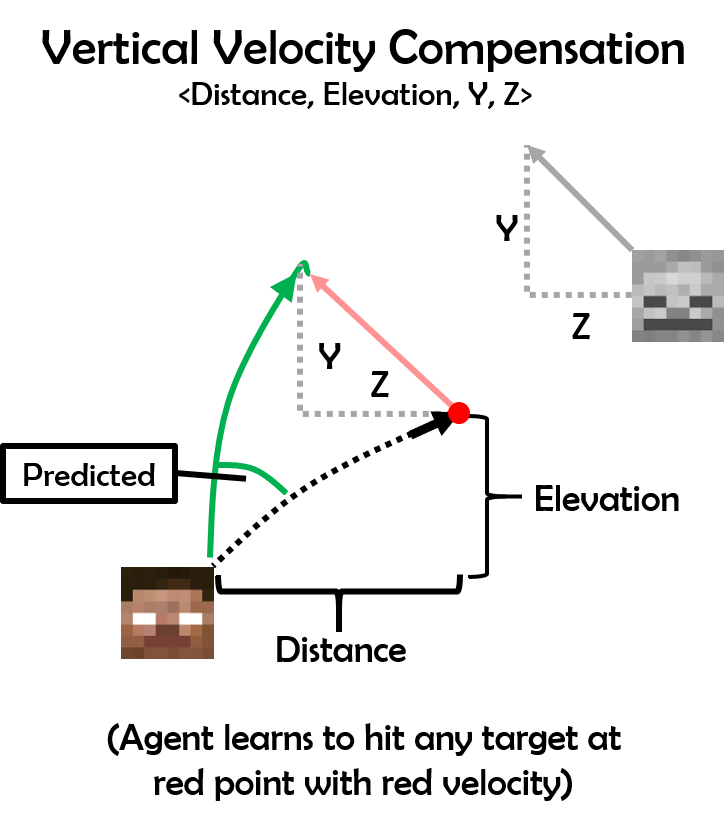 Vertical Velocity Compensation
<Distance, Elevation, Y, Z>
Y
Z
Y
Z
Predicted
Elevation
Distance
(Agent learns to hit any target at
red point with red velocity)